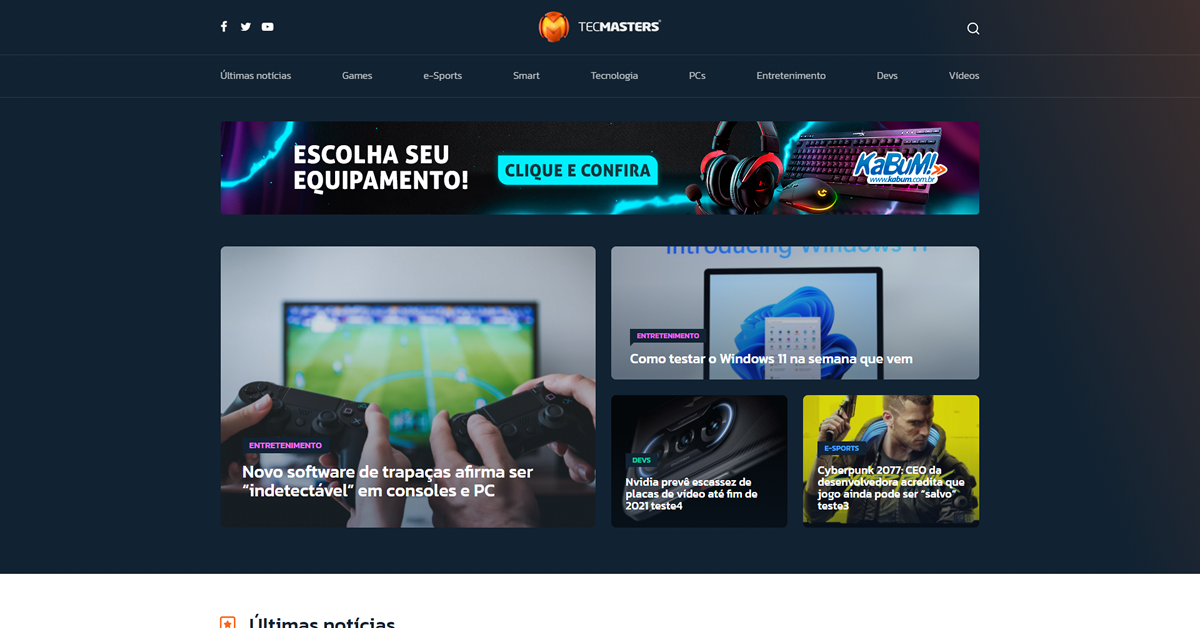 TECMASTERS
Últimas notícias
Games
e-Sports
Smart
Tecnologia
PCs
Entretenimento
Devs
Vídeos
ESCOLHA SEU
EQUIPAMENTO!
CLIQUE E CONFIRA
KaBuM!
www.kabum.com.br
ENTRETENIMENTO
Novo software de trapaças afirma ser
“indetectável” em consoles e PC
Introducing Windows 11
ENTRETENIMENTO
Como testar o Windows 11 na semana que vem
DEVS
Nvidia prevê escassez de
placas de vídeo até fim de
2021 teste4
E-SPORTS
Cyberpunk 2077: CEO da
desenvolvedora acredita que
jogo ainda pode ser “salvo”
teste3
Últimas notícias